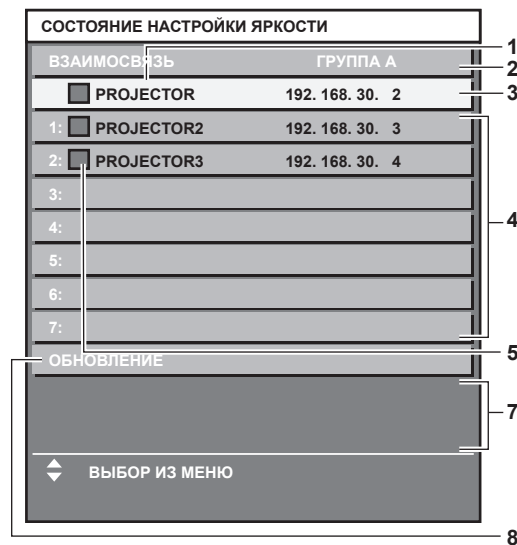 СОСТОЯНИЕ НАСТРОЙКИ ЯРКОСТИ
ВЗАИМОСВЯЗЬ ГРУППА A
PROJECTOR 192. 168. 30. 2
1: PROJECTOR2 192. 168. 30. 3
2: PROJECTOR3 192. 168. 30. 4
3:
4:
5:
6:
7:
ОБНОВЛЕНИЕ
ВЫБОР ИЗ МЕНЮ
1
2
3
4
5
7
8